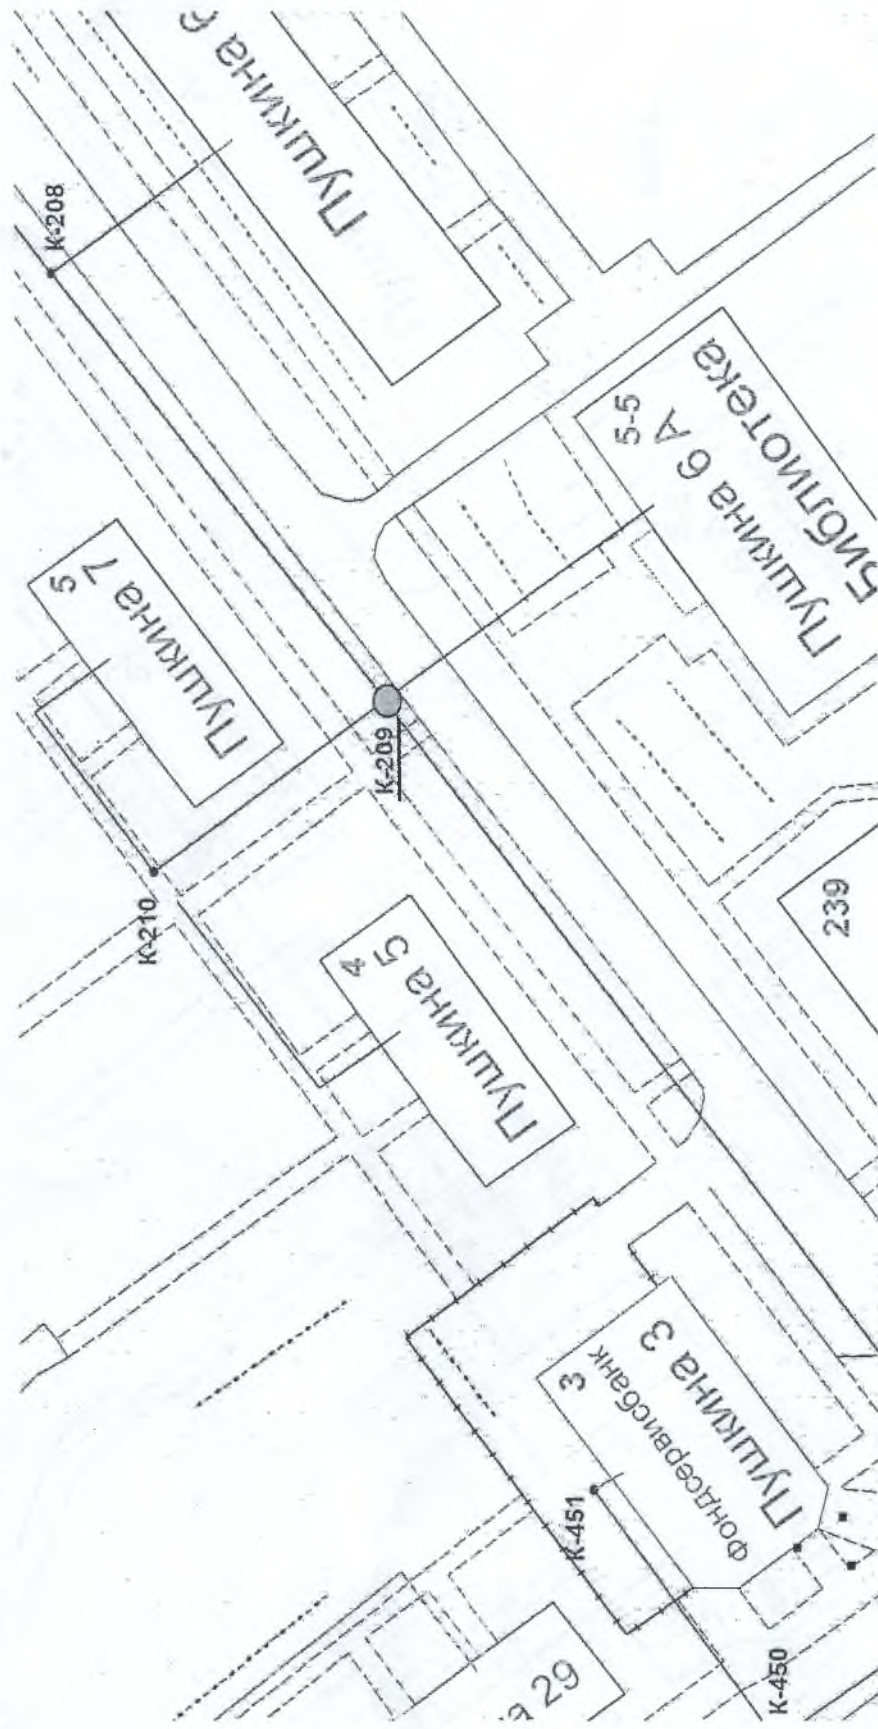 Пушкина 6
К-208
5
Пушкина 7
5-5
Пушкина 6 А
Библиотека
К-209
К-210
4
Пушкина 5
239
3
Фондсервисбанк
Пушкина 3
К-451
а 29
К-450